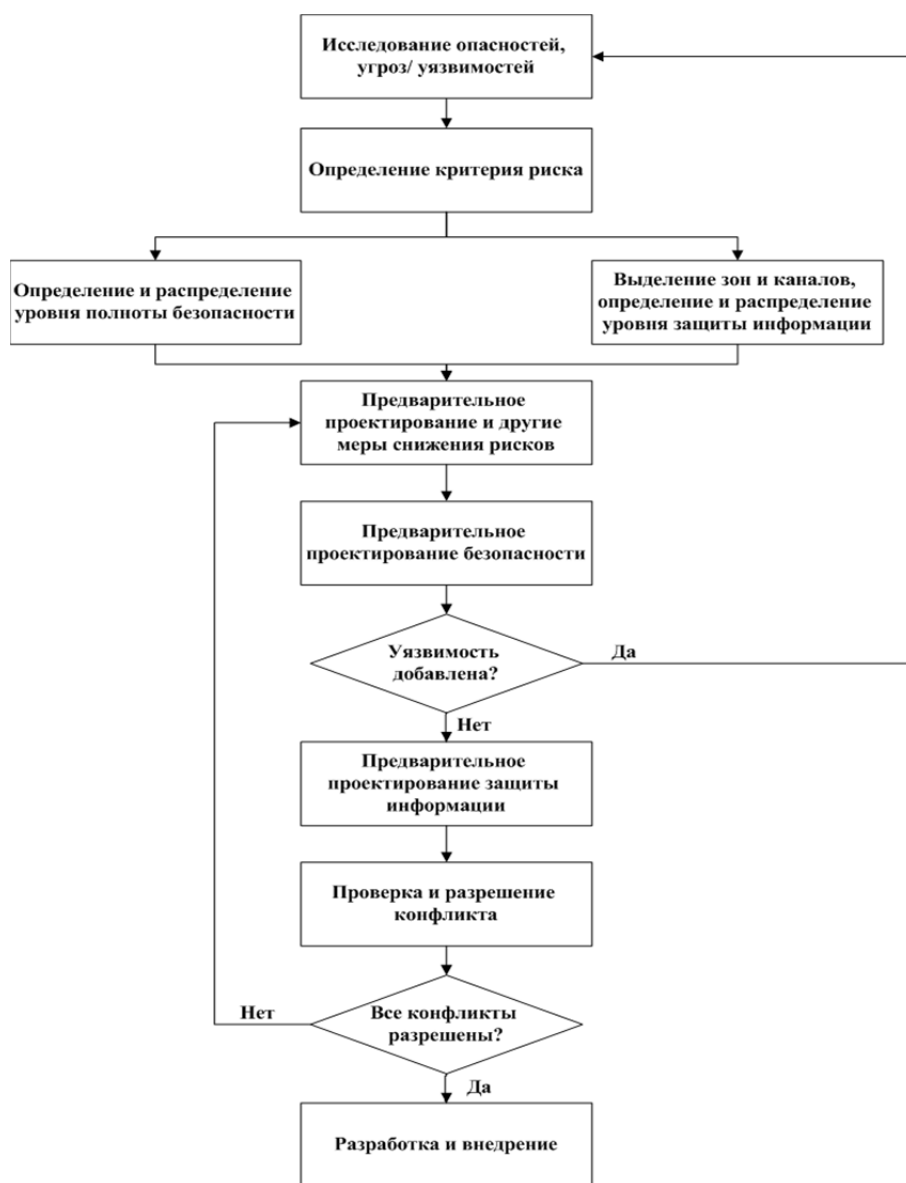 Исследование опасностей,
угроз/ уязвимостей
Определение критерия риска
Определение и распределение
уровня полноты безопасности
Выделение зон и каналов,
определение и распределение
уровня защиты информации
Предварительное
проектирование и другие
меры снижения рисков
Предварительное
проектирование безопасности
Уязвимость
добавлена?
Да
Нет
Предварительное
проектирование защиты
информации
Проверка и разрешение
конфликта
Нет
Все конфликты
разрешены?
Да
Разработка и внедрение